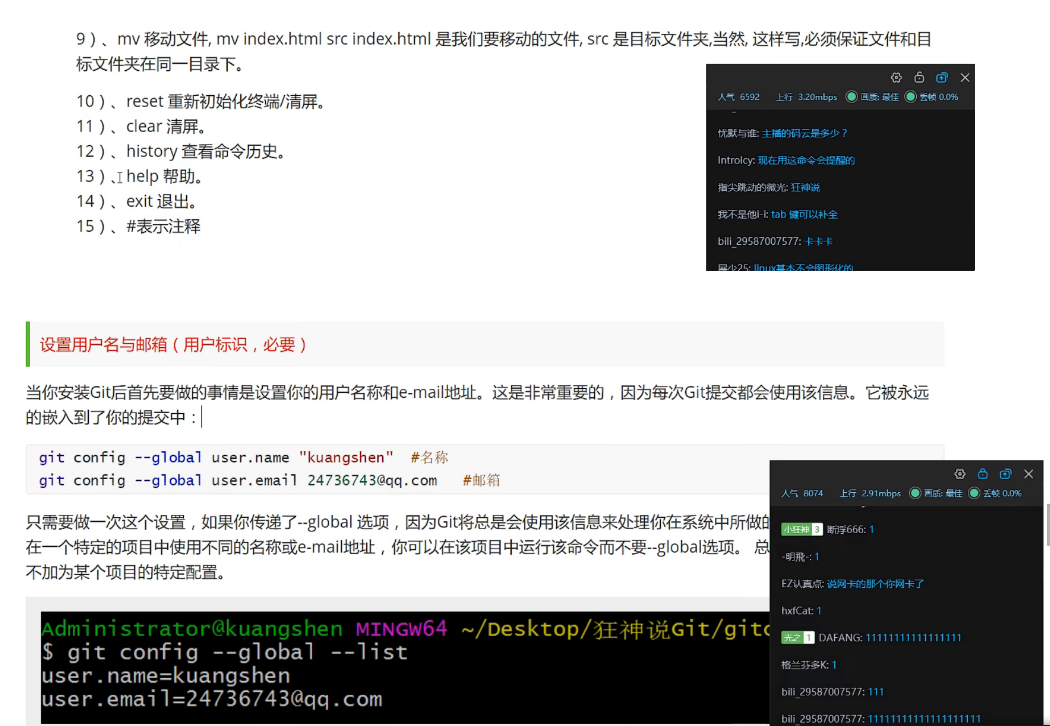 9）、mv 移动文件, mv index.html src index.html 是我们要移动的文件, src 是目标文件夹,当然, 这样写,必须保证文件和目
标文件夹在同一目录下。
10）、reset 重新初始化终端/清屏。
11）、clear 清屏。
12）、history 查看命令历史。
13）、help 帮助。
14）、exit 退出。
15）、#表示注释
人气 6592 上行 3.20mbps 画质: 最佳 丢帧 0.0%
忧默与谁: 主播的码云是多少？
Introlcy: 现在用这命令会提醒的
指尖跳动的微光: 狂神说
我不是他i-l: tab 键可以补全
bili_29587007577: 卡卡卡
屌少25: linux基本不会图形化的
设置用户名与邮箱（用户标识，必要）
当你安装Git后首先要做的事情是设置你的用户名称和e-mail地址。这是非常重要的，因为每次Git提交都会使用该信息。它被永远
的嵌入到了你的提交中：
git config --global user.name "kuangshen" #名称
git config --global user.email 24736743@qq.com #邮箱
只需要做一次这个设置，如果你传递了--global 选项，因为Git将总是会使用该信息来处理你在系统中所做的
在一个特定的项目中使用不同的名称或e-mail地址，你可以在该项目中运行该命令而不要--global选项。 总
不加为某个项目的特定配置。
Administrator@kuangshen MINGW64 ~/Desktop/狂神说Git/gitc
$ git config --global --list
user.name=kuangshen
user.email=24736743@qq.com
人气 8074 上行 2.91mbps 画质: 最佳 丢帧 0.0%
小狂神 3 断浮666: 1
-明飛-: 1
EZ认真点: 说网卡的那个你网卡了
hxfCat: 1
光之 1 DAFANG: 11111111111111111
格兰芬多K: 1
bili_29587007577: 111
bili_29587007577: 11111111111111111111